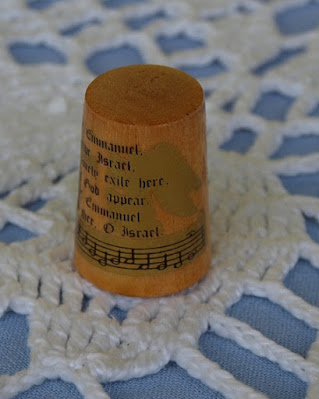 Emmanuel,
Israel,
exile here,
God appear
Emmanuel
O Israel.